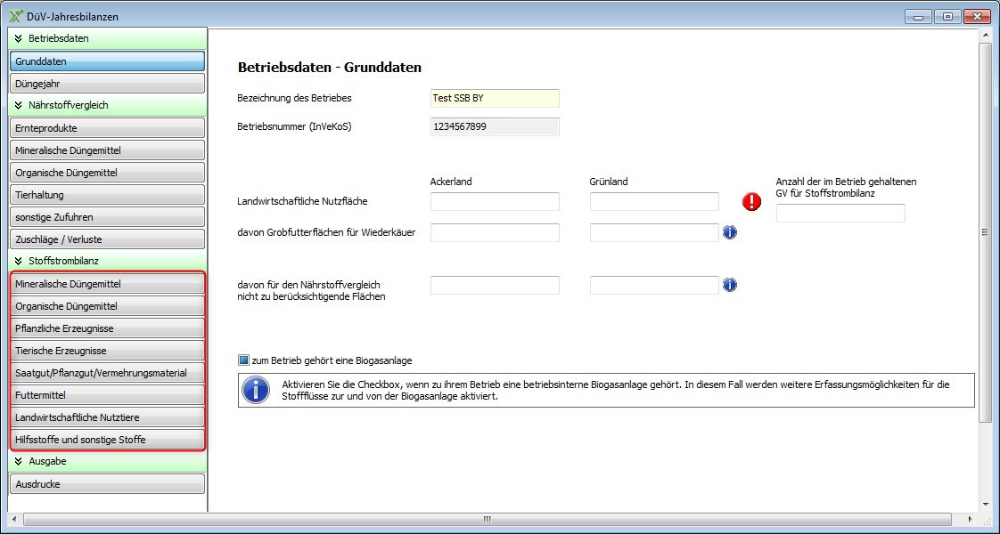 DüV-Jahresbilanzen
Betriebsdaten
Grunddaten
Düngejahr
Nährstoffvergleich
Ernteprodukte
Mineralische Düngemittel
Organische Düngemittel
Tierhaltung
sonstige Zufuhren
Zuschläge / Verluste
Stoffstrombilanz
Mineralische Düngemittel
Organische Düngemittel
Pflanzliche Erzeugnisse
Tierische Erzeugnisse
Saatgut/Pflanzgut/Vermehrungsmaterial
Futtermittel
Landwirtschaftliche Nutztiere
Hilfsstoffe und sonstige Stoffe
Ausgabe
Ausdrucke
Betriebsdaten - Grunddaten
Bezeichnung des Betriebes Test SSB BY
Betriebsnummer (InVeKoS) 1234567899
Ackerland Grünland Anzahl der im Betrieb gehaltenen
GV für Stoffstrombilanz
Landwirtschaftliche Nutzfläche
davon Grobfutterflächen für Wiederkäuer
davon für den Nährstoffvergleich
nicht zu berücksichtigende Flächen
zum Betrieb gehört eine Biogasanlage
Aktivieren Sie die Checkbox, wenn zu ihrem Betrieb eine betriebsinterne Biogasanlage gehört. In diesem Fall werden weitere Erfassungsmöglichkeiten für die
Stoffflüsse zur und von der Biogasanlage aktiviert.